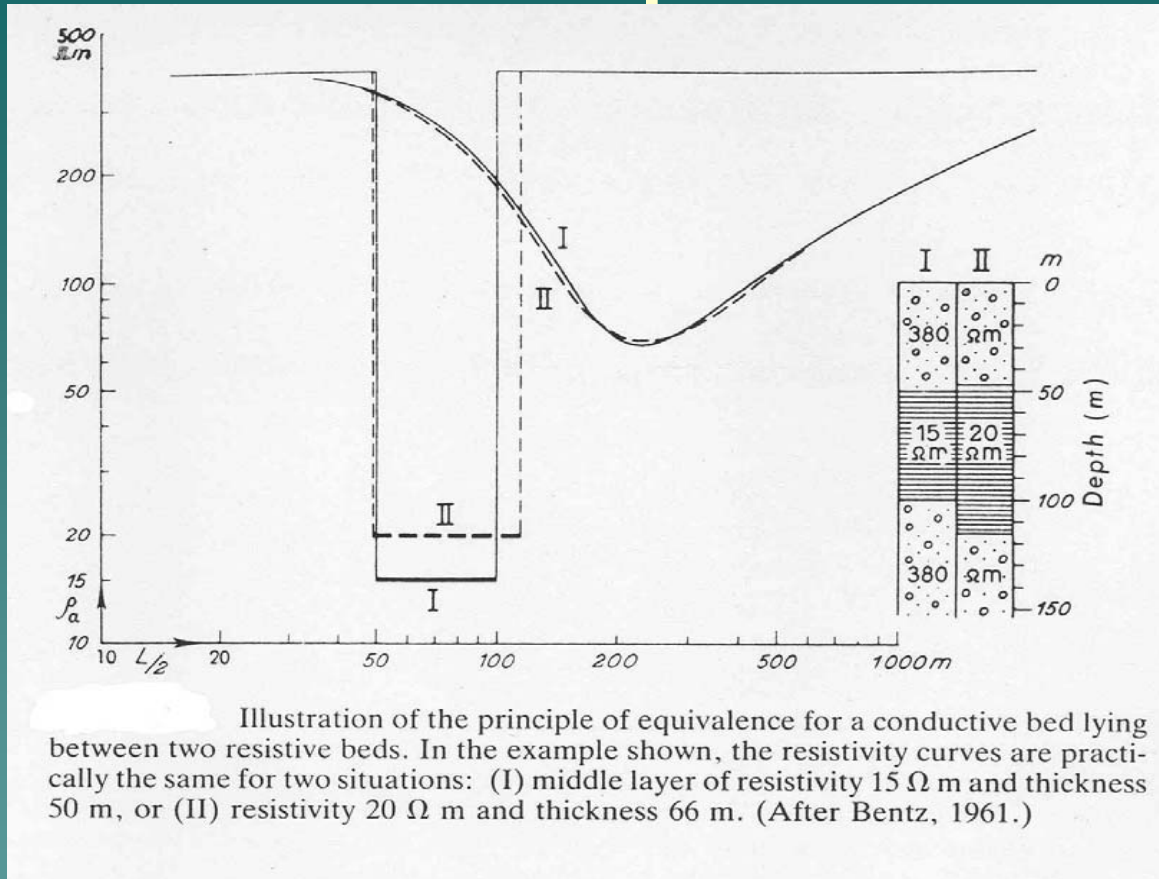 500
Ωm
200
100
50
20
15
ρa
10
10 L/2 20 50 100 200 500 1000m
I
II
II
I
I II m
0
380 Ωm
50
15 20
Ωm Ωm
100
Depth (m)
380 Ωm
150
Illustration of the principle of equivalence for a conductive bed lying
between two resistive beds. In the example shown, the resistivity curves are practi-
cally the same for two situations: (I) middle layer of resistivity 15 Ω m and thickness
50 m, or (II) resistivity 20 Ω m and thickness 66 m. (After Bentz, 1961.)